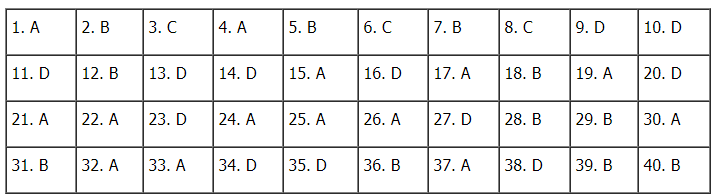 1. A 2. B 3. C 4. A 5. B 6. C 7. B 8. C 9. D 10. D
11. D 12. B 13. D 14. D 15. A 16. D 17. A 18. B 19. A 20. D
21. A 22. A 23. D 24. A 25. A 26. A 27. D 28. B 29. B 30. A
31. B 32. A 33. A 34. D 35. D 36. B 37. A 38. D 39. B 40. B